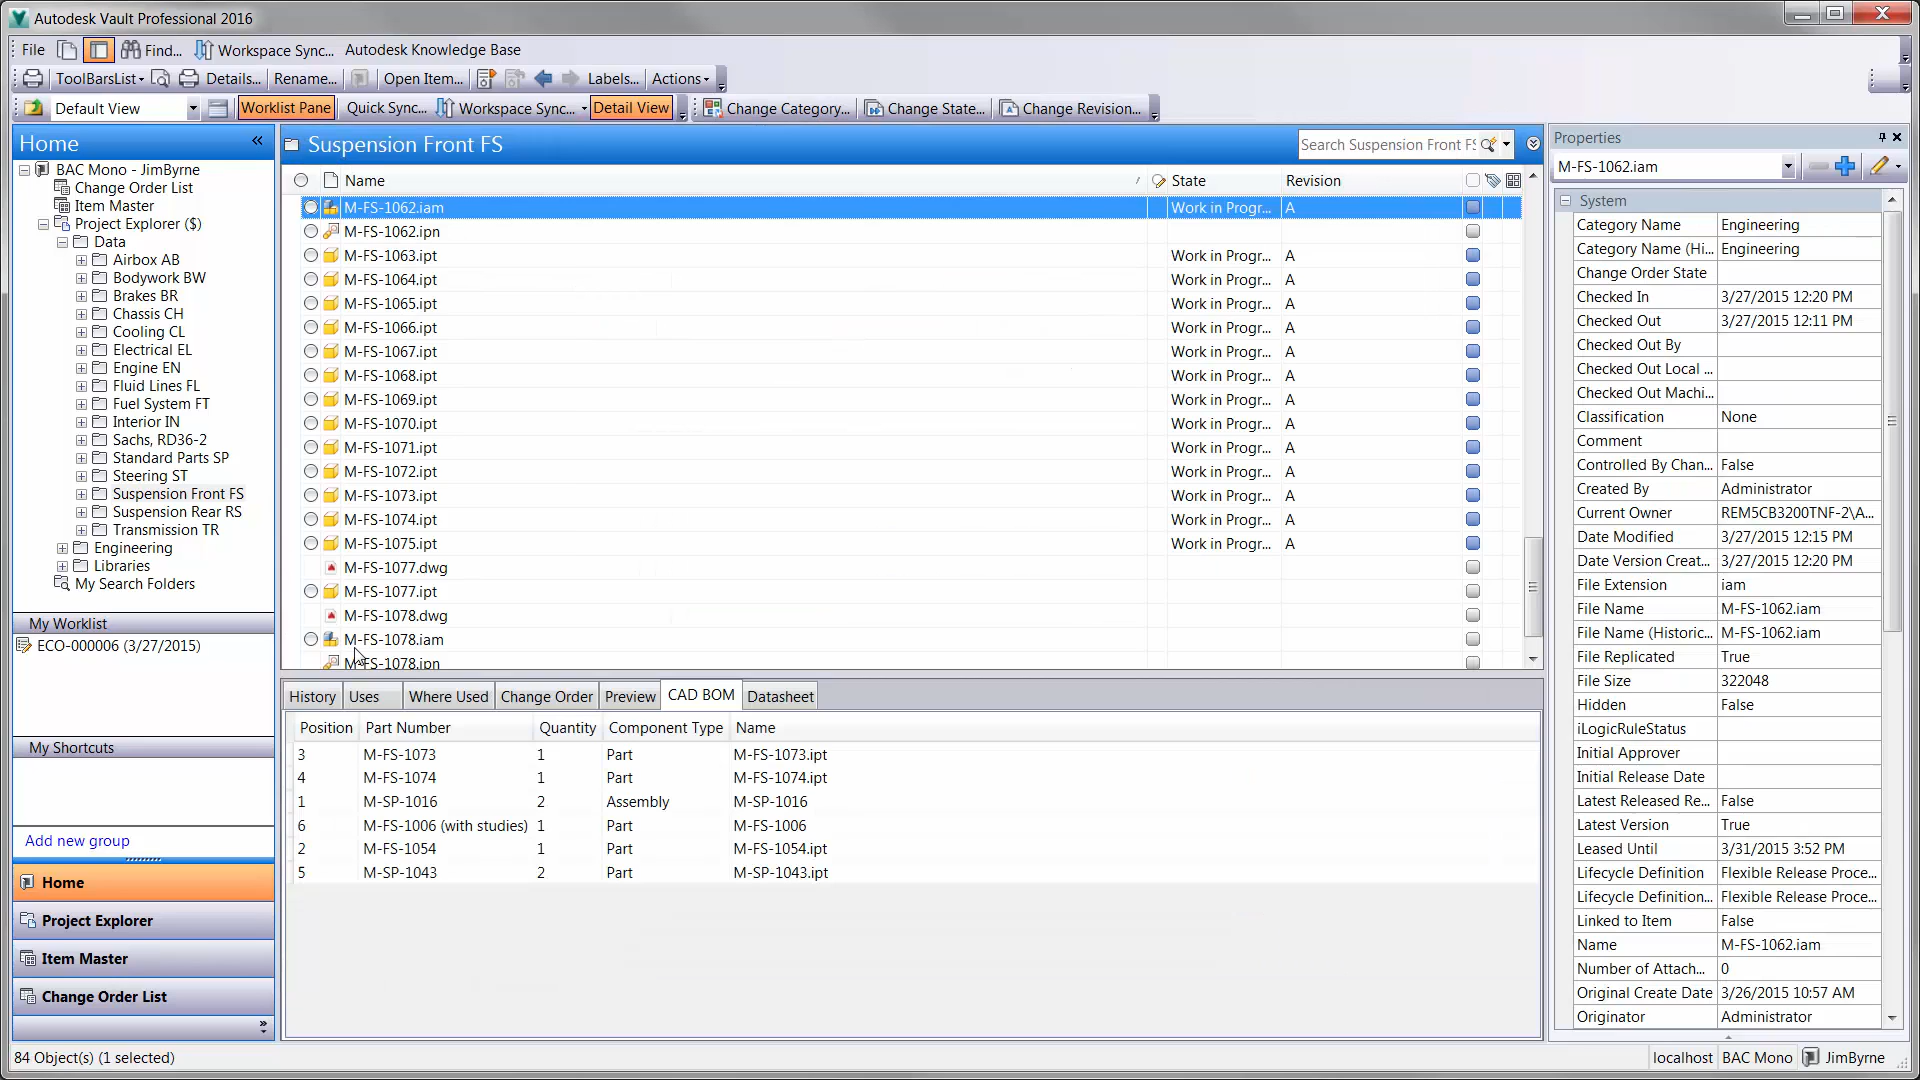 Autodesk Vault Professional 2016
File Find... Workspace Sync... Autodesk Knowledge Base
ToolBarsList Details... Rename... Open Item... Labels... Actions
Default View Worklist Pane Quick Sync... Workspace Sync... Detail View Change Category... Change State... Change Revision...
Home «
BAC Mono - JimByrne
Change Order List
Item Master
Project Explorer ($)
Data
Airbox AB
Bodywork BW
Brakes BR
Chassis CH
Cooling CL
Electrical EL
Engine EN
Fluid Lines FL
Fuel System FT
Interior IN
Sachs, RD36-2
Standard Parts SP
Steering ST
Suspension Front FS
Suspension Rear RS
Transmission TR
Engineering
Libraries
My Search Folders
My Worklist
ECO-000006 (3/27/2015)
My Shortcuts
Add new group
Home
Project Explorer
Item Master
Change Order List
Suspension Front FS Search Suspension Front FS
Name State Revision
M-FS-1062.iam Work in Progr... A
M-FS-1062.ipn
M-FS-1063.ipt Work in Progr... A
M-FS-1064.ipt Work in Progr... A
M-FS-1065.ipt Work in Progr... A
M-FS-1066.ipt Work in Progr... A
M-FS-1067.ipt Work in Progr... A
M-FS-1068.ipt Work in Progr... A
M-FS-1069.ipt Work in Progr... A
M-FS-1070.ipt Work in Progr... A
M-FS-1071.ipt Work in Progr... A
M-FS-1072.ipt Work in Progr... A
M-FS-1073.ipt Work in Progr... A
M-FS-1074.ipt Work in Progr... A
M-FS-1075.ipt Work in Progr... A
M-FS-1077.dwg
M-FS-1077.ipt
M-FS-1078.dwg
M-FS-1078.iam
M-FS-1078.ipn
History Uses Where Used Change Order Preview CAD BOM Datasheet
Position Part Number Quantity Component Type Name
3 M-FS-1073 1 Part M-FS-1073.ipt
4 M-FS-1074 1 Part M-FS-1074.ipt
1 M-SP-1016 2 Assembly M-SP-1016
6 M-FS-1006 (with studies) 1 Part M-FS-1006
2 M-FS-1054 1 Part M-FS-1054.ipt
5 M-SP-1043 2 Part M-SP-1043.ipt
Properties
M-FS-1062.iam
System
Category Name Engineering
Category Name (Hi... Engineering
Change Order State
Checked In 3/27/2015 12:20 PM
Checked Out 3/27/2015 12:11 PM
Checked Out By
Checked Out Local ...
Checked Out Machi...
Classification None
Comment
Controlled By Chan... False
Created By Administrator
Current Owner REM5CB3200TNF-2\A...
Date Modified 3/27/2015 12:15 PM
Date Version Creat... 3/27/2015 12:20 PM
File Extension iam
File Name M-FS-1062.iam
File Name (Historic... M-FS-1062.iam
File Replicated True
File Size 322048
Hidden False
iLogicRuleStatus
Initial Approver
Initial Release Date
Latest Released Re... False
Latest Version True
Leased Until 3/31/2015 3:52 PM
Lifecycle Definition Flexible Release Proce...
Lifecycle Definition... Flexible Release Proce...
Linked to Item False
Name M-FS-1062.iam
Number of Attach... 0
Original Create Date 3/26/2015 10:57 AM
Originator Administrator
84 Object(s) (1 selected) localhost BAC Mono JimByrne